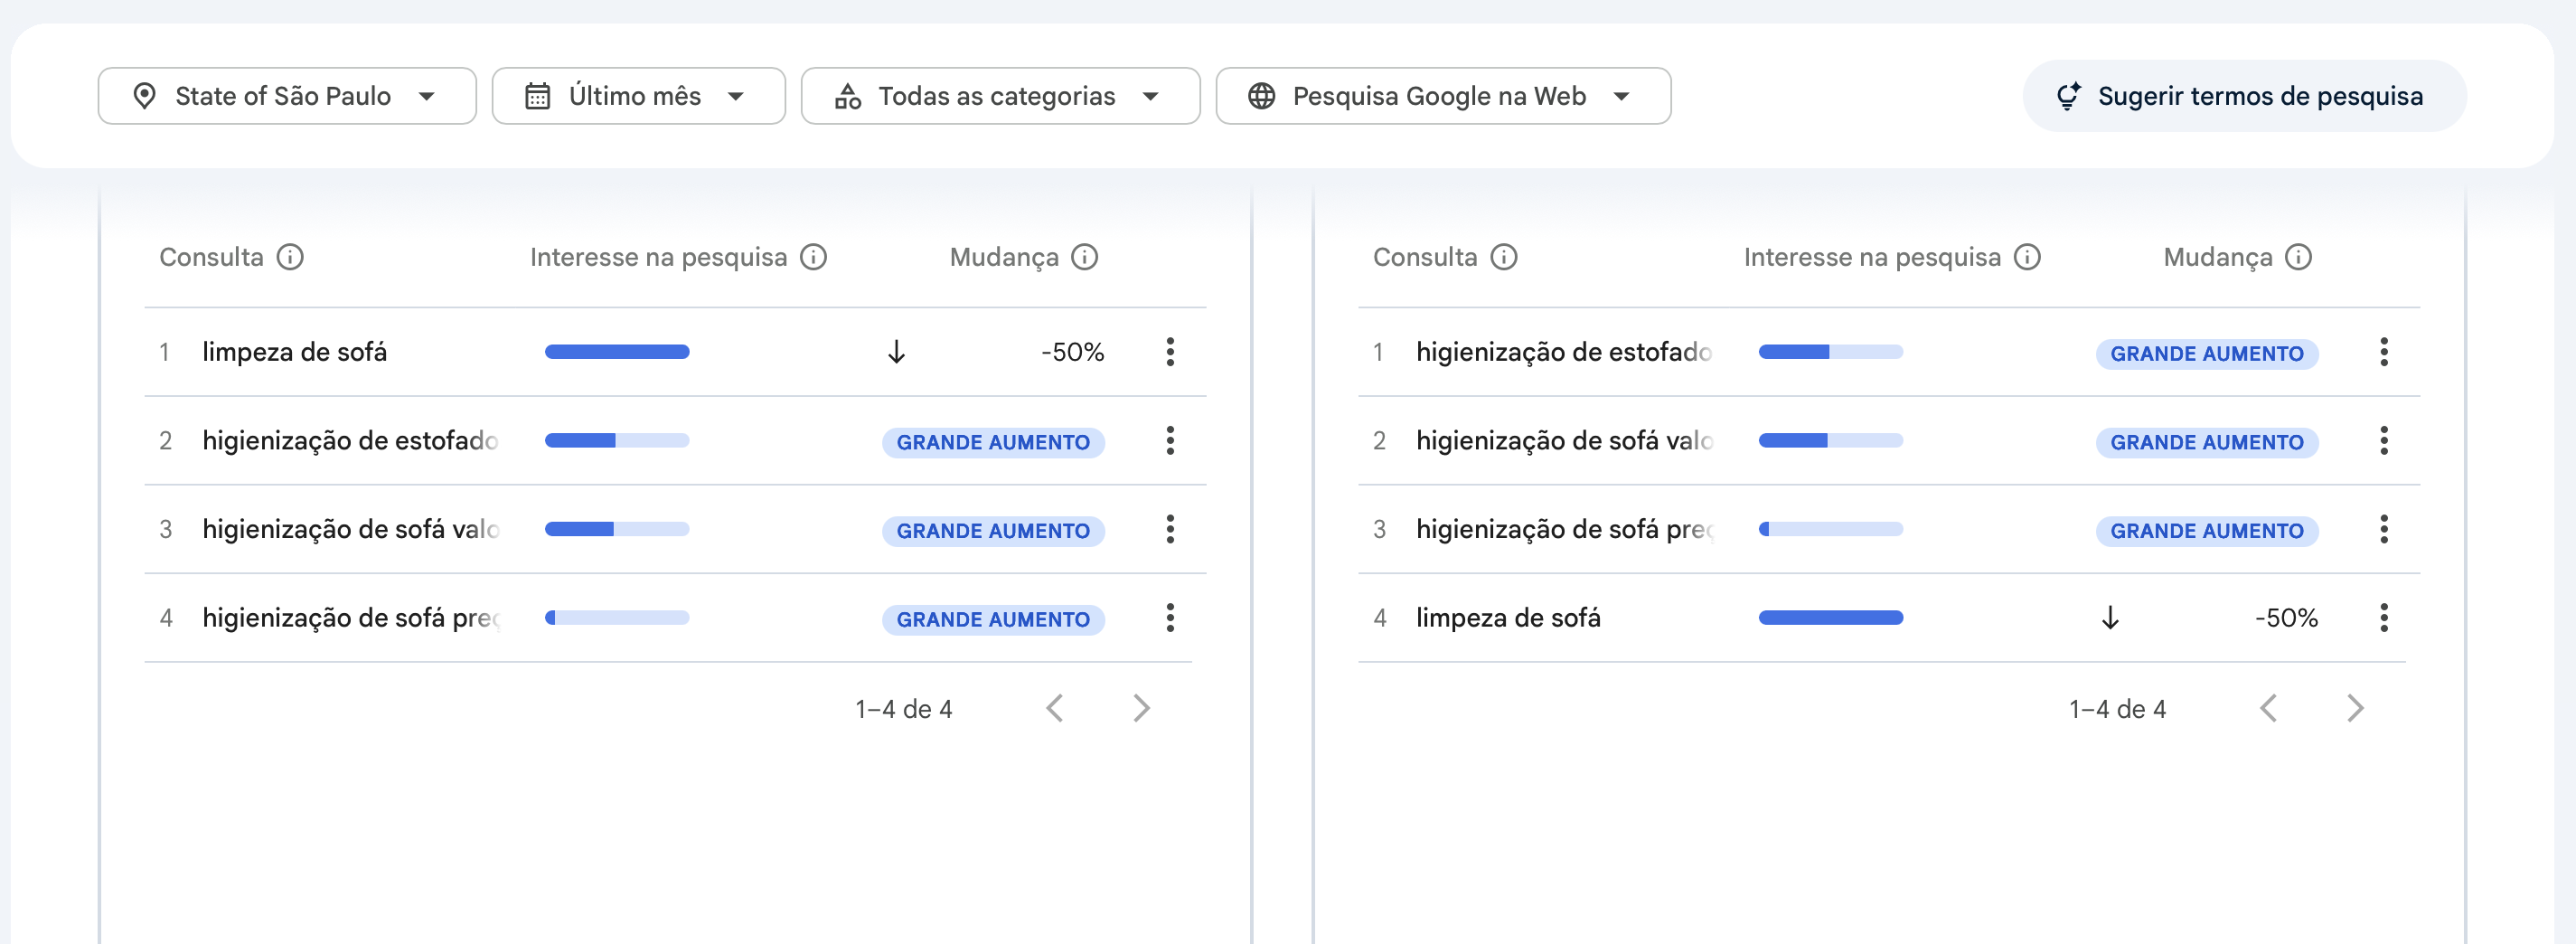 State of São Paulo
Último mês
Todas as categorias
Pesquisa Google na Web
Sugerir termos de pesquisa
Consulta Interesse na pesquisa Mudança
1 limpeza de sofá -50%
2 higienização de estofado GRANDE AUMENTO
3 higienização de sofá valo GRANDE AUMENTO
4 higienização de sofá preç GRANDE AUMENTO
1–4 de 4
Consulta Interesse na pesquisa Mudança
1 higienização de estofado GRANDE AUMENTO
2 higienização de sofá valo GRANDE AUMENTO
3 higienização de sofá preç GRANDE AUMENTO
4 limpeza de sofá -50%
1–4 de 4